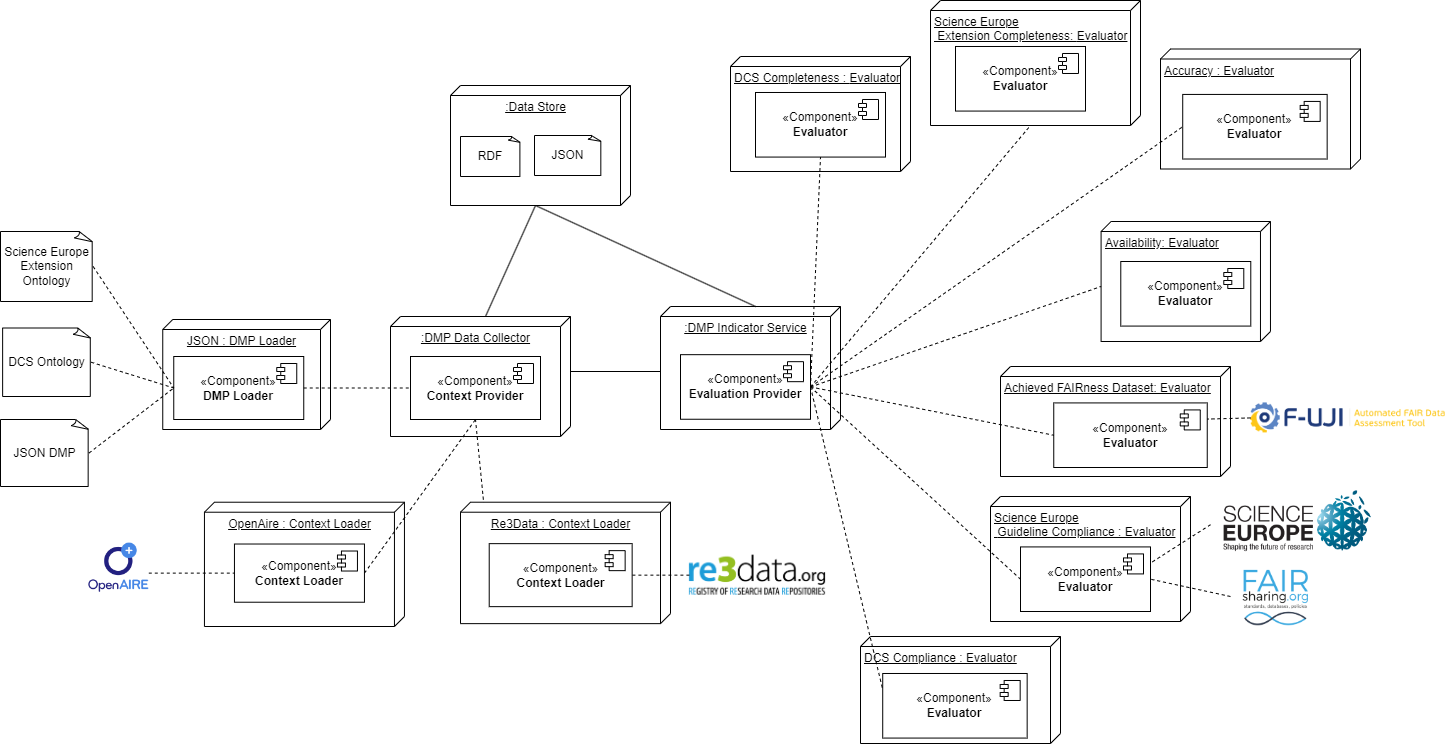 Science Europe
Extension Completeness: Evaluator
«Component»
Evaluator
DCS Completeness : Evaluator
«Component»
Evaluator
Accuracy : Evaluator
«Component»
Evaluator
:Data Store
RDF
JSON
Science Europe
Extension
Ontology
DCS Ontology
JSON DMP
JSON : DMP Loader
«Component»
DMP Loader
:DMP Data Collector
«Component»
Context Provider
:DMP Indicator Service
«Component»
Evaluation Provider
Availability: Evaluator
«Component»
Evaluator
Achieved FAIRness Dataset: Evaluator
«Component»
Evaluator
F-UJI
Automated FAIR Data
Assessment Tool
OpenAire : Context Loader
«Component»
Context Loader
OpenAIRE
Re3Data : Context Loader
«Component»
Context Loader
re3data.org
REGISTRY OF RESEARCH DATA REPOSITORIES
Science Europe
Guideline Compliance : Evaluator
«Component»
Evaluator
SCIENCE
EUROPE
Shaping the future of research
FAIR
sharing.org
standards, databases, policies
DCS Compliance : Evaluator
«Component»
Evaluator